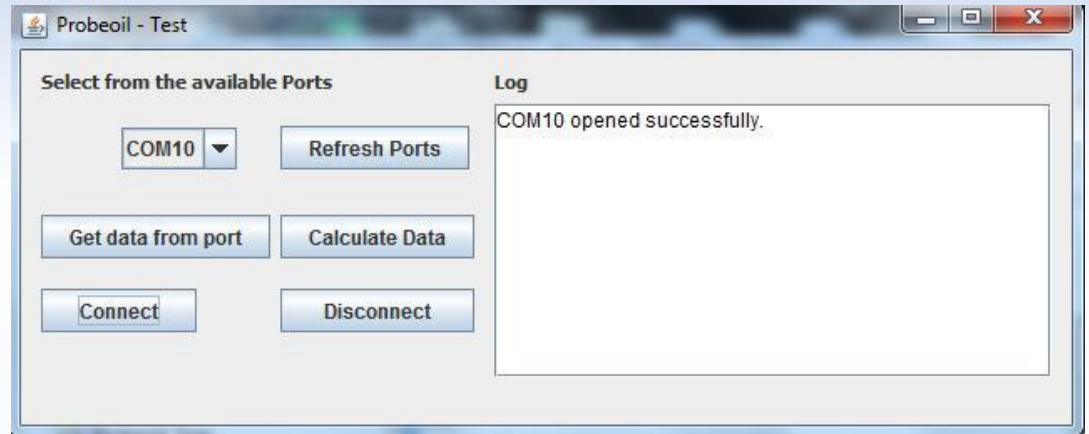 Probeoil - Test
Select from the available Ports
Log
COM10
Refresh Ports
COM10 opened successfully.
Get data from port
Calculate Data
Connect
Disconnect